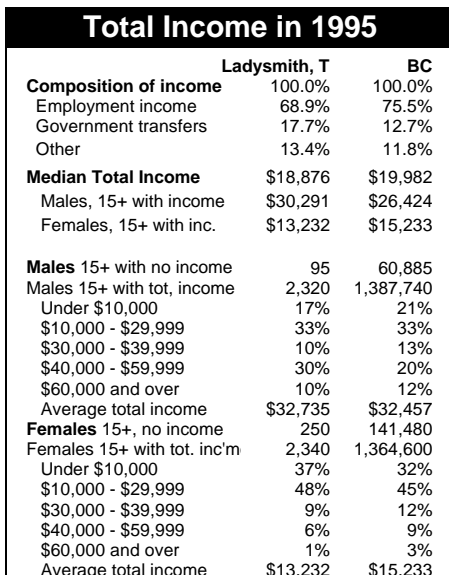 Total Income in 1995
Ladysmith, T BC
Composition of income 100.0% 100.0%
Employment income 68.9% 75.5%
Government transfers 17.7% 12.7%
Other 13.4% 11.8%
Median Total Income $18,876 $19,982
Males, 15+ with income $30,291 $26,424
Females, 15+ with inc. $13,232 $15,233
Males 15+ with no income 95 60,885
Males 15+ with tot, income 2,320 1,387,740
Under $10,000 17% 21%
$10,000 - $29,999 33% 33%
$30,000 - $39,999 10% 13%
$40,000 - $59,999 30% 20%
$60,000 and over 10% 12%
Average total income $32,735 $32,457
Females 15+, no income 250 141,480
Females 15+ with tot. inc'm 2,340 1,364,600
Under $10,000 37% 32%
$10,000 - $29,999 48% 45%
$30,000 - $39,999 9% 12%
$40,000 - $59,999 6% 9%
$60,000 and over 1% 3%
Average total income $13,232 $15,233